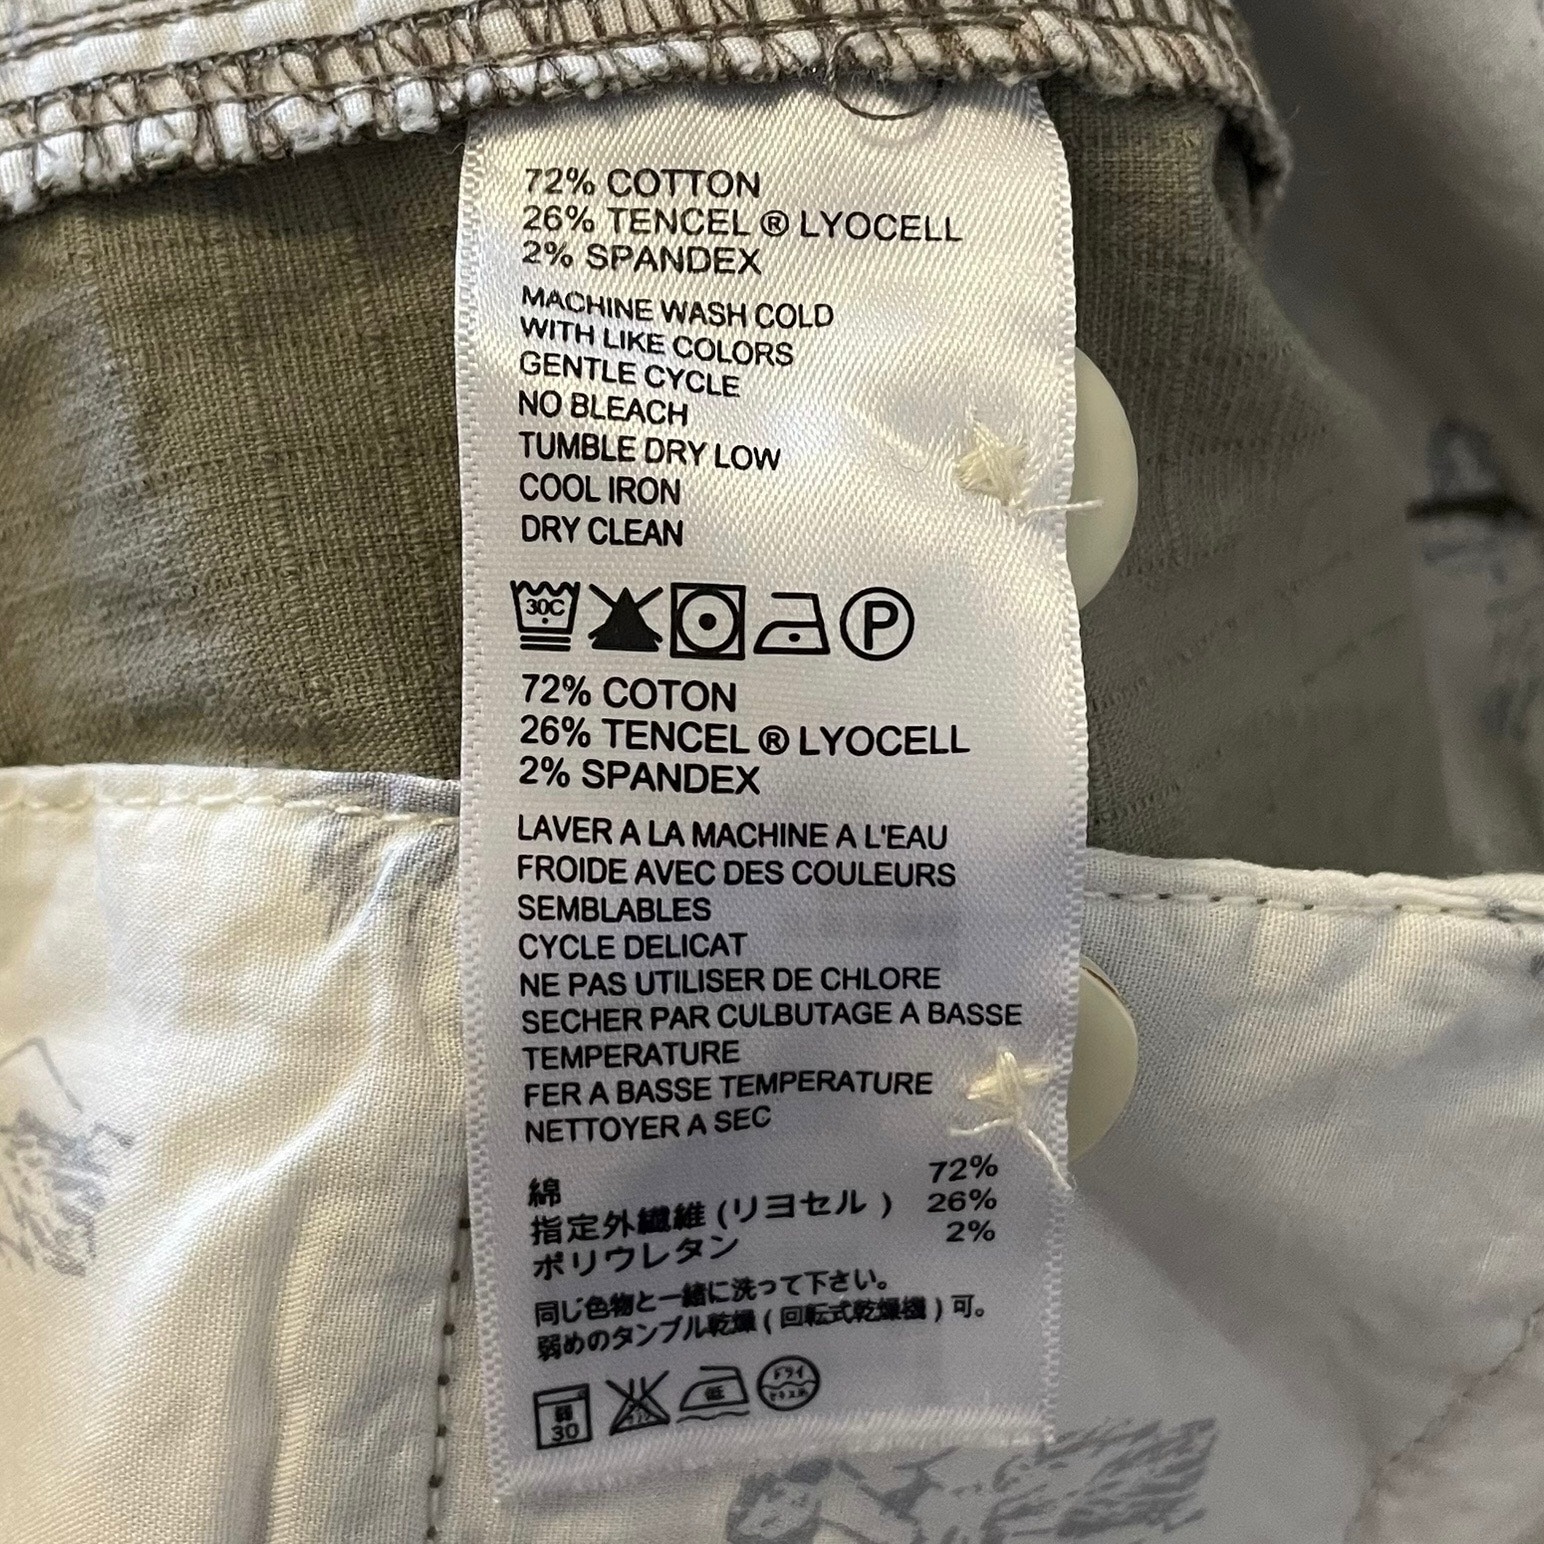 72% COTTON
26% TENCEL ® LYOCELL
2% SPANDEX
MACHINE WASH COLD
WITH LIKE COLORS
GENTLE CYCLE
NO BLEACH
TUMBLE DRY LOW
COOL IRON
DRY CLEAN
30C P
72% COTON
26% TENCEL ® LYOCELL
2% SPANDEX
LAVER A LA MACHINE A L'EAU
FROIDE AVEC DES COULEURS
SEMBLABLES
CYCLE DELICAT
NE PAS UTILISER DE CHLORE
SECHER PAR CULBUTAGE A BASSE
TEMPERATURE
FER A BASSE TEMPERATURE
NETTOYER A SEC
綿 72%
指定外繊維 (リヨセル ) 26%
ポリウレタン 2%
同じ色物と一緒に洗って下さい。
弱めのタンブル乾燥 ( 回転式乾燥機 ) 可。
弱 低 ドライ
30